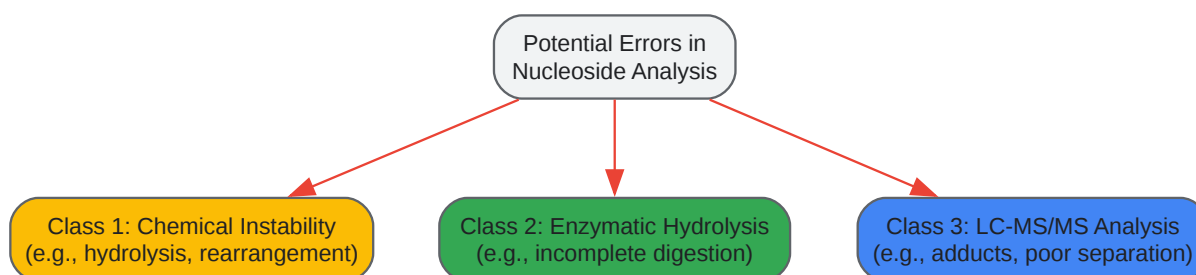 Potential Errors in
Nucleoside Analysis
Class 1: Chemical Instability
(e.g., hydrolysis, rearrangement)
Class 2: Enzymatic Hydrolysis
(e.g., incomplete digestion)
Class 3: LC-MS/MS Analysis
(e.g., adducts, poor separation)